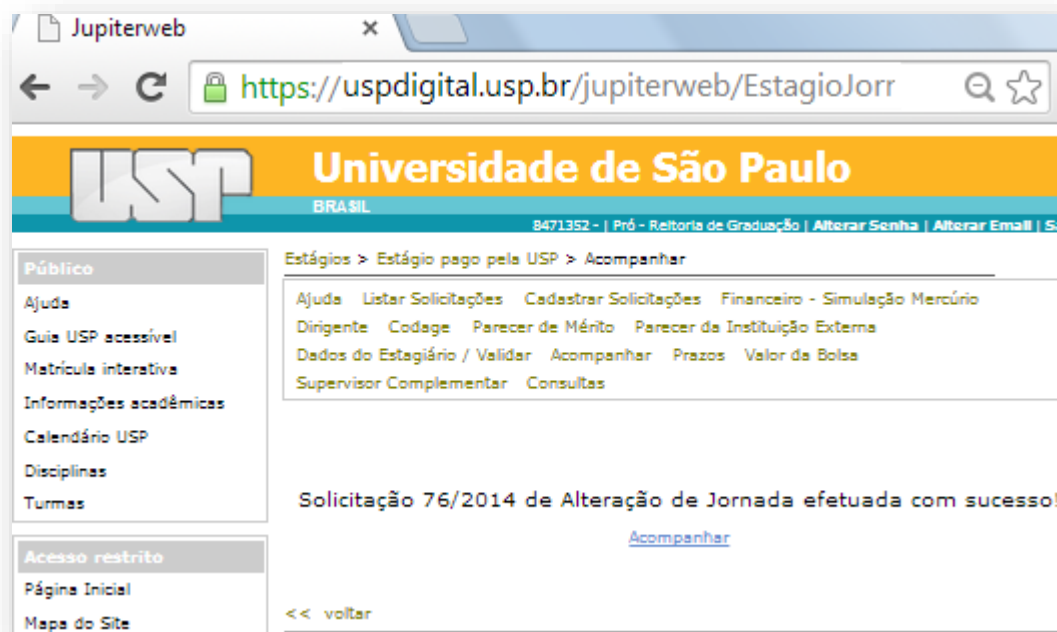 Jupiterweb
https://uspdigital.usp.br/jupiterweb/EstagioJorr
USP
Universidade de São Paulo
BRASIL
8471352 - | Pró - Reitoria de Graduação | Alterar Senha | Alterar Email | Sa
Público
Ajuda
Guia USP acessível
Matrícula interativa
Informações acadêmicas
Calendário USP
Disciplinas
Turmas
Acesso restrito
Página Inicial
Mapa do Site
Estágios > Estágio pago pela USP > Acompanhar
Ajuda Listar Solicitações Cadastrar Solicitações Financeiro - Simulação Mercúrio
Dirigente Codage Parecer de Mérito Parecer da Instituição Externa
Dados do Estagiário / Validar Acompanhar Prazos Valor da Bolsa
Supervisor Complementar Consultas
Solicitação 76/2014 de Alteração de Jornada efetuada com sucesso!
Acompanhar
<< voltar